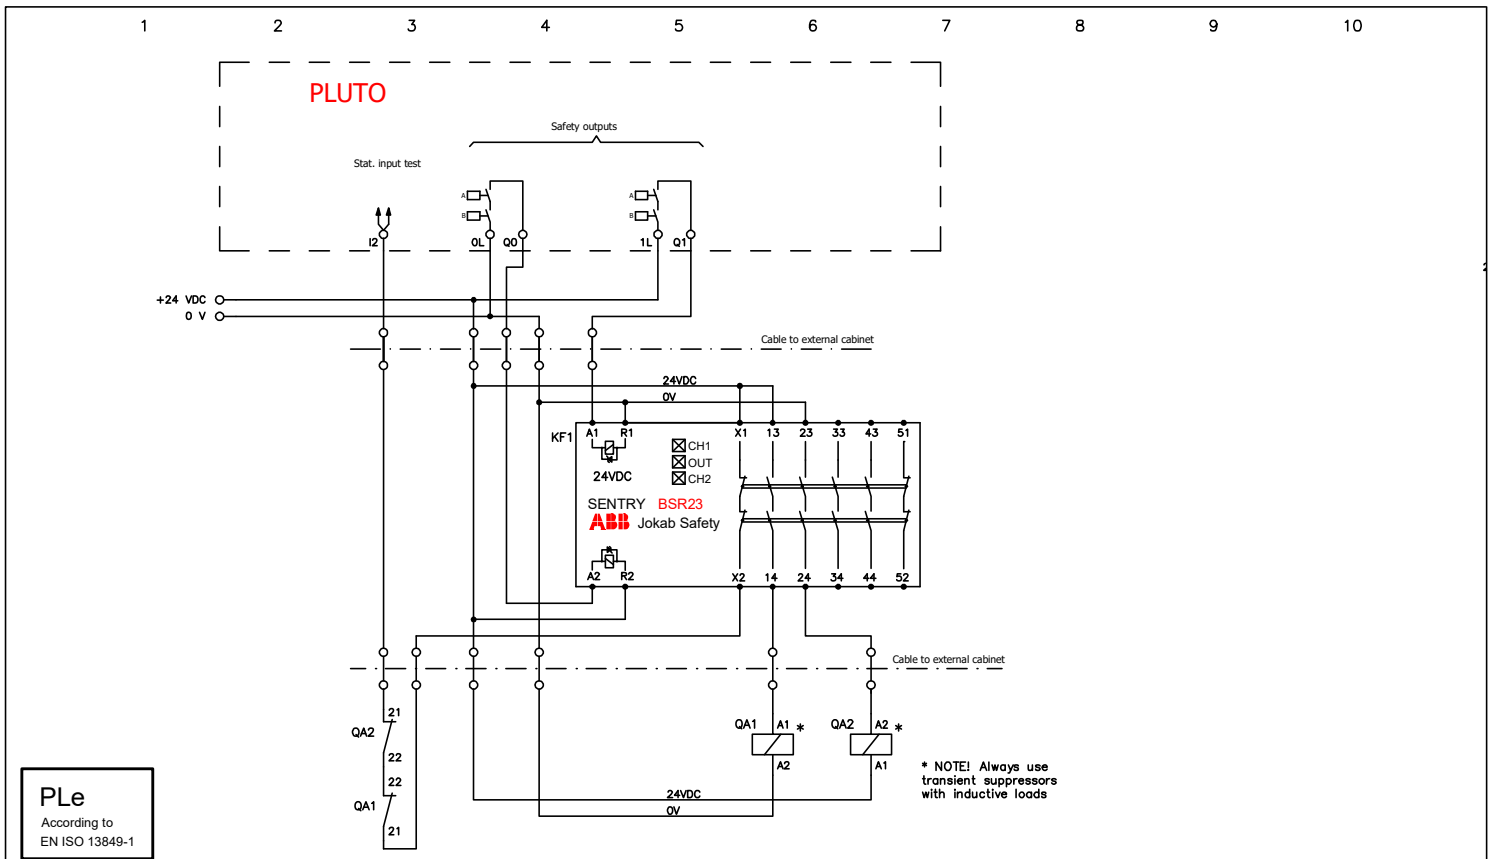 1 2 3 4 5 6 7 8 9 10
PLUTO
Safety outputs
Stat. input test
A A
B B
I2 0L Q0 1L Q1
+24 VDC
0 V
Cable to external cabinet
24VDC
0V
KF1 A1 R1 X1 13 23 33 43 51
CH1
24VDC OUT
CH2
SENTRY BSR23
ABB Jokab Safety
A2 R2 X2 14 24 34 44 52
Cable to external cabinet
21
QA2
22
22
QA1
21
QA1 A1 * QA2 A2 *
A2 A1
* NOTE! Always use
transient suppressors
with inductive loads
24VDC
0V
PLe
According to
EN ISO 13849-1